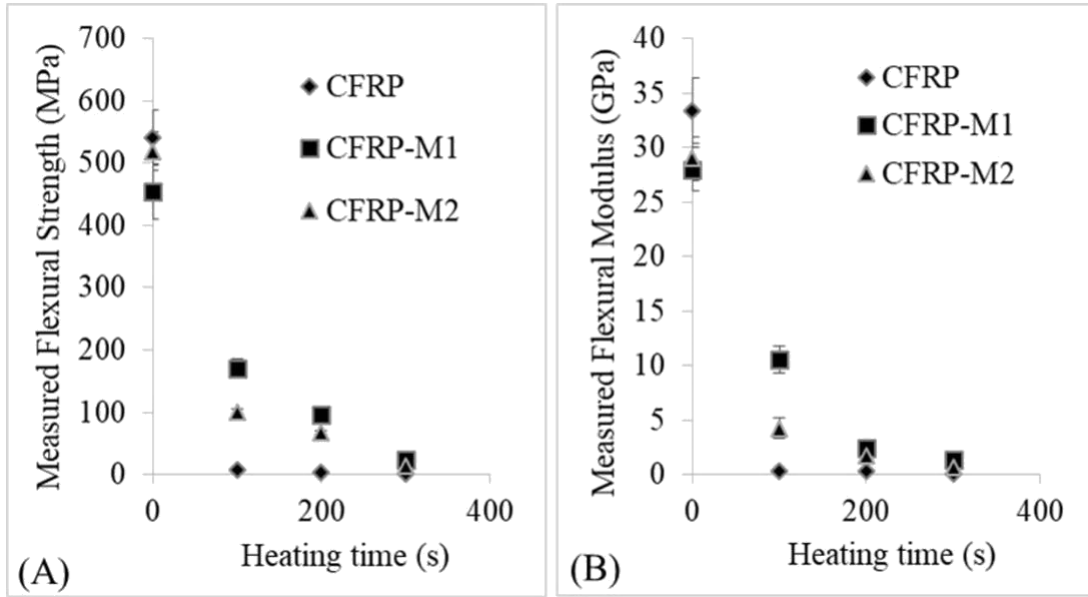 Measured Flexural Strength (MPa)
700
600
500
400
300
200
100
0
0
200
400
Heating time (s)
CFRP
CFRP-M1
CFRP-M2
(A)
Measured Flexural Modulus (GPa)
40
35
30
25
20
15
10
5
0
0
200
400
Heating time (s)
CFRP
CFRP-M1
CFRP-M2
(B)